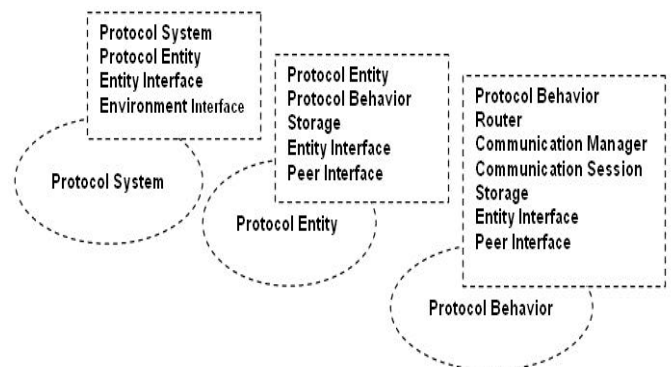 Protocol System
Protocol Entity
Entity Interface
Environment Interface
Protocol System
Protocol Entity
Protocol Behavior
Storage
Entity Interface
Peer Interface
Protocol Entity
Protocol Behavior
Router
Communication Manager
Communication Session
Storage
Entity Interface
Peer Interface
Protocol Behavior